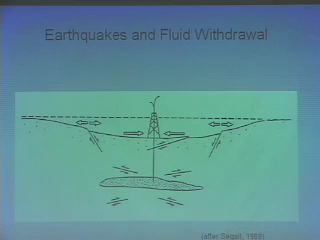 Earthquakes and Fluid Withdrawal
(after Segall, 1989)